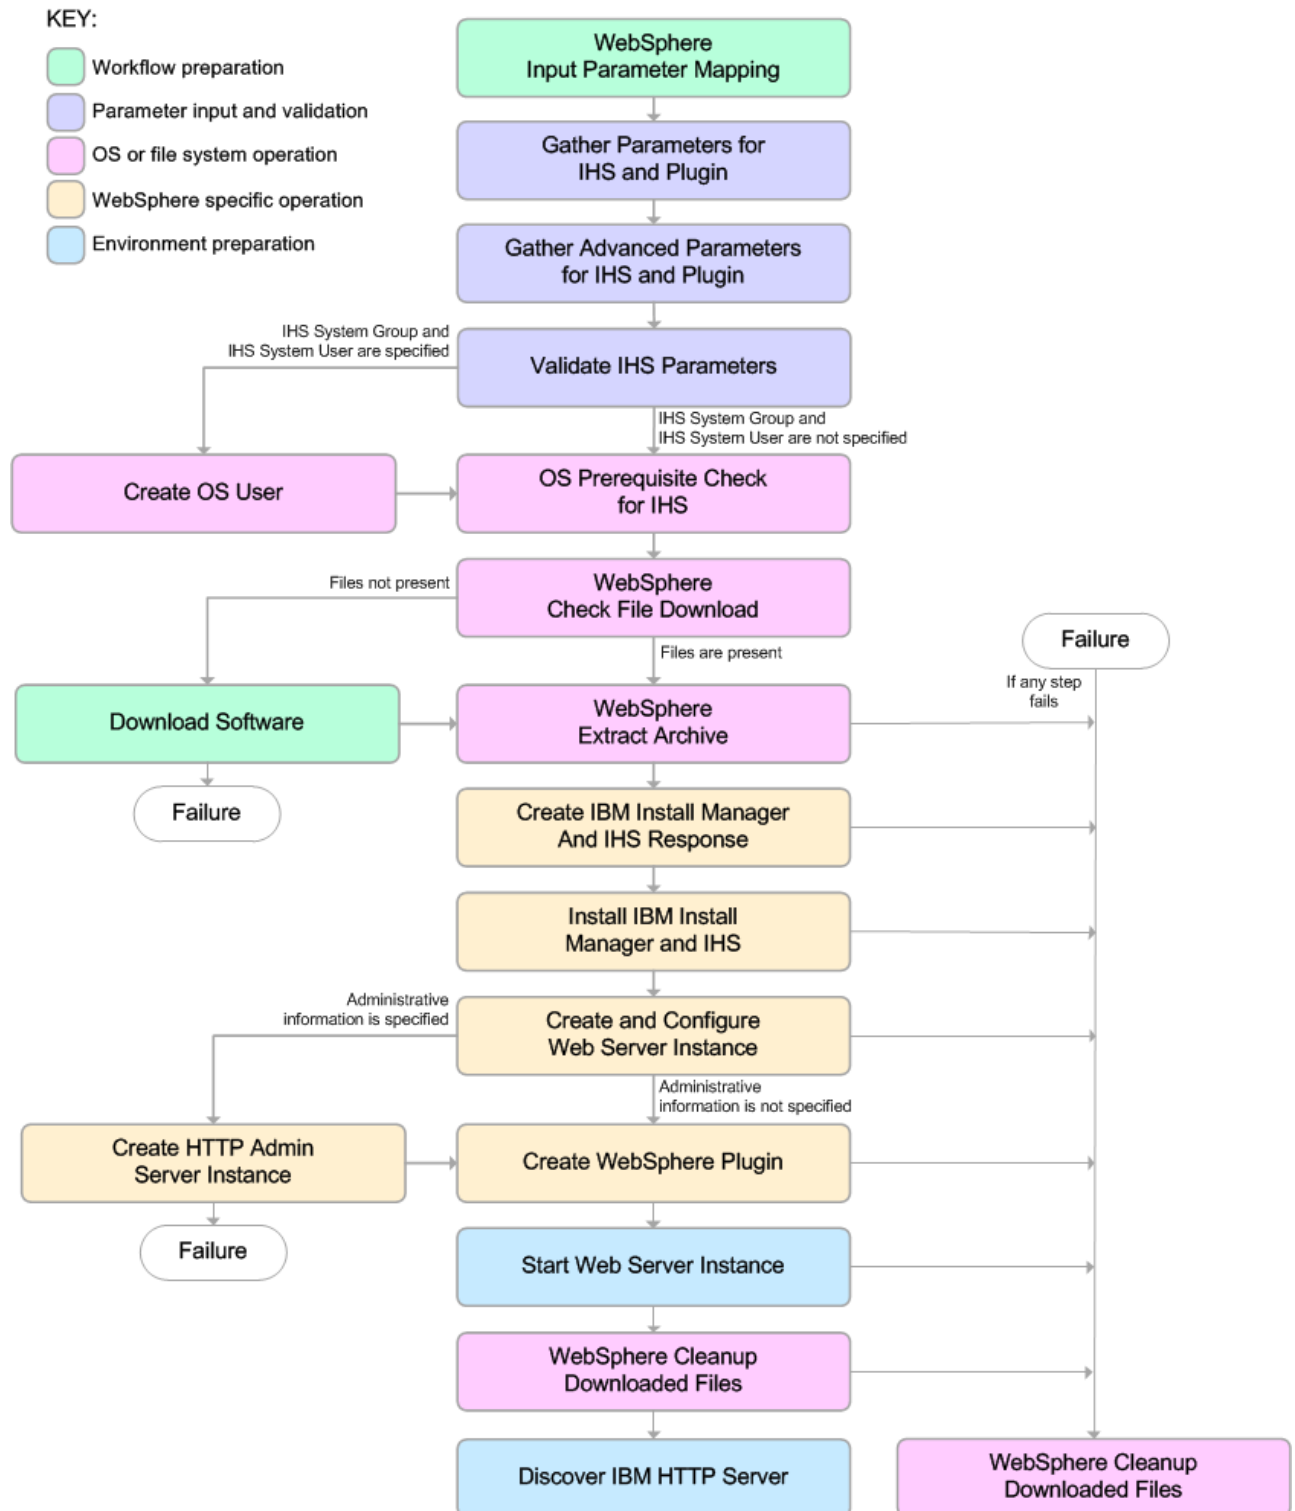 KEY:
Workflow preparation
Parameter input and validation
OS or file system operation
WebSphere specific operation
Environment preparation
WebSphere
Input Parameter Mapping
Gather Parameters for
IHS and Plugin
Gather Advanced Parameters
for IHS and Plugin
IHS System Group and
IHS System User are specified
Validate IHS Parameters
IHS System Group and
IHS System User are not specified
Create OS User
OS Prerequisite Check
for IHS
Files not present
WebSphere
Check File Download
Files are present
Failure
If any step
fails
Download Software
WebSphere
Extract Archive
Failure
Create IBM Install Manager
And IHS Response
Install IBM Install
Manager and IHS
Administrative
information is specified
Create and Configure
Web Server Instance
Administrative
information is not specified
Create HTTP Admin
Server Instance
Create WebSphere Plugin
Failure
Start Web Server Instance
WebSphere Cleanup
Downloaded Files
Discover IBM HTTP Server
WebSphere Cleanup
Downloaded Files